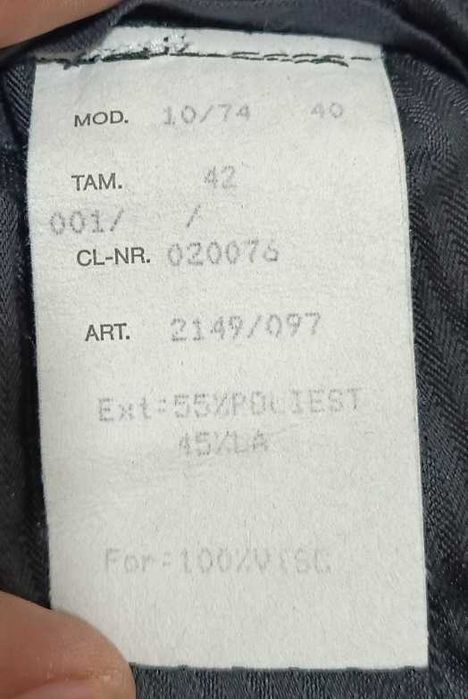 MOD. 10/74 40
TAM. 42
001/ /
CL-NR. 020076
ART. 2149/097
Ext:55%POLIEST
45%LA
For:100%VISC